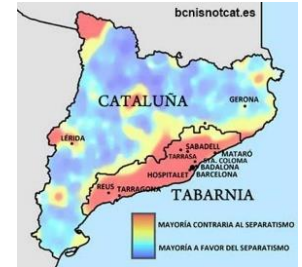 bcnisnotcat.es
CATALUÑA
GERONA
LÉRIDA
SABADELL
TARRASA
MATARÓ
STA. COLOMA
BADALONA
HOSPITALET
BARCELONA
REUS
TARRAGONA
TABARNIA
MAYORÍA CONTRARIA AL SEPARATISMO
MAYORÍA A FAVOR DEL SEPARATISMO